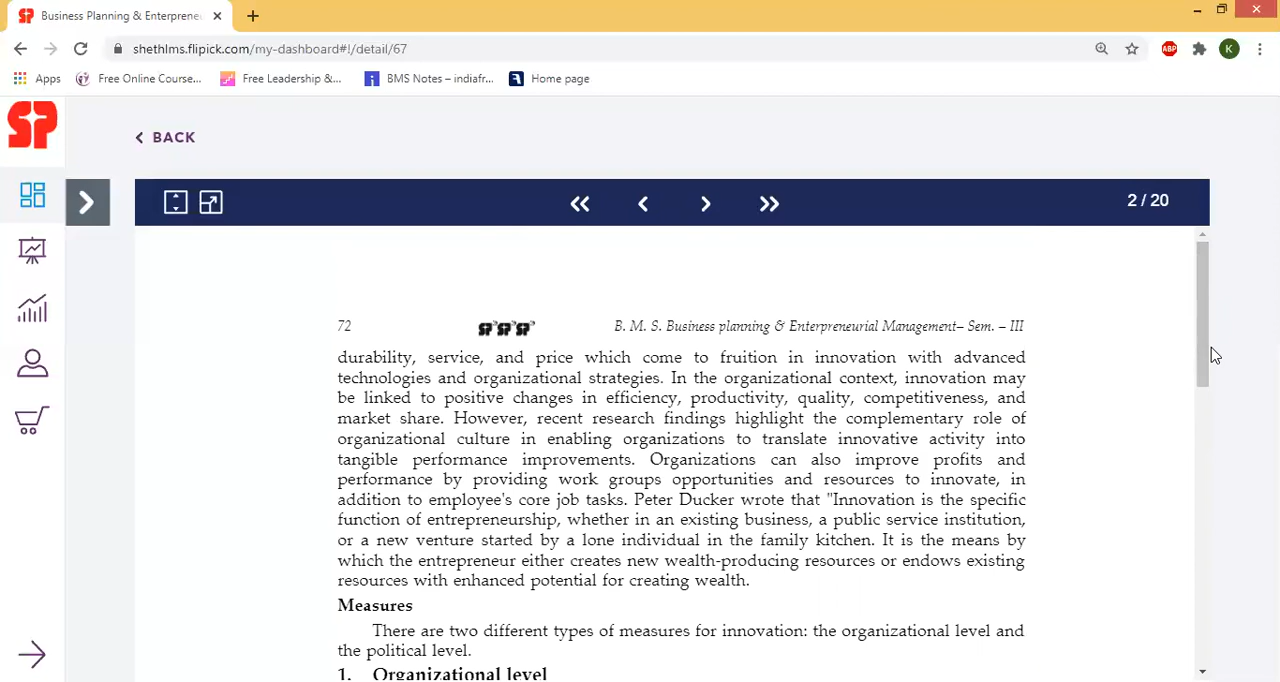 Business Planning & Enterprene
shethlms.flipick.com/my-dashboard#!/detail/67
ABP
K
Apps
Free Online Course...
Free Leadership &...
BMS Notes – indiafr...
Home page
SP
BACK
2 / 20
72
B. M. S. Business planning & Enterpreneurial Management– Sem. – III
durability, service, and price which come to fruition in innovation with advanced
technologies and organizational strategies. In the organizational context, innovation may
be linked to positive changes in efficiency, productivity, quality, competitiveness, and
market share. However, recent research findings highlight the complementary role of
organizational culture in enabling organizations to translate innovative activity into
tangible performance improvements. Organizations can also improve profits and
performance by providing work groups opportunities and resources to innovate, in
addition to employee's core job tasks. Peter Ducker wrote that "Innovation is the specific
function of entrepreneurship, whether in an existing business, a public service institution,
or a new venture started by a lone individual in the family kitchen. It is the means by
which the entrepreneur either creates new wealth-producing resources or endows existing
resources with enhanced potential for creating wealth.
Measures
There are two different types of measures for innovation: the organizational level and
the political level.
1. Organizational level